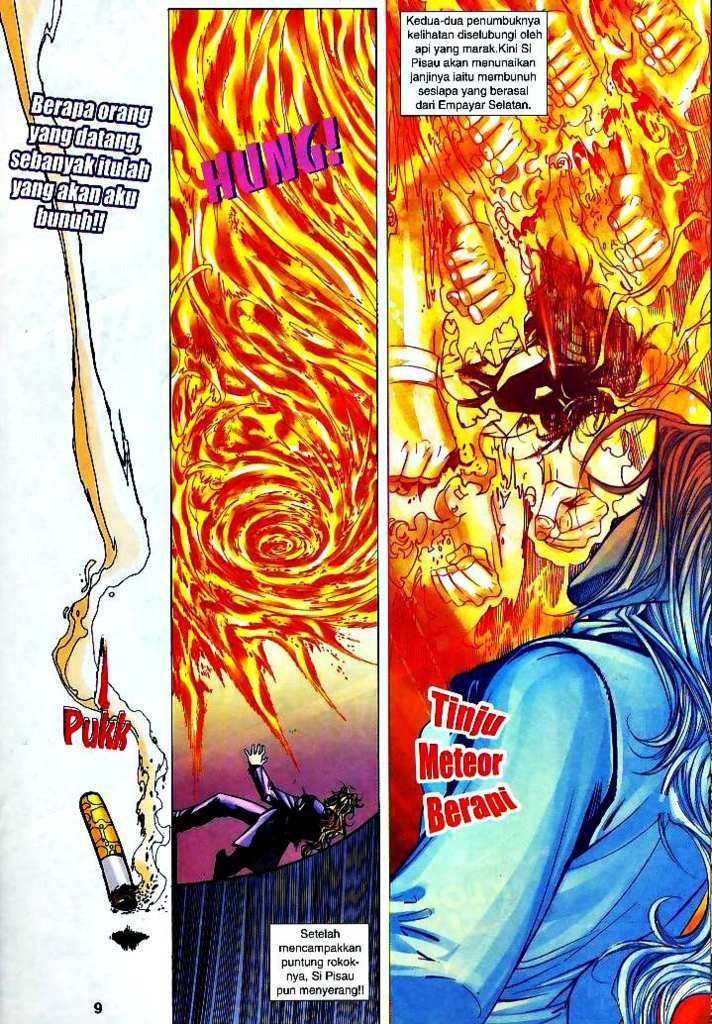 Berapa orang
yang datang,
sebanyak itulah
yang akan aku
bunuh!!
Pukk
9
HUNG!
Setelah
mencampakkan
puntung rokok-
nya, Si Pisau
pun menyerang!!
Kedua-dua penumbuknya
kelihatan diselubungi oleh
api yang marak.Kini Si
Pisau akan menunaikan
janjinya iaitu membunuh
sesiapa yang berasal
dari Empayar Selatan.
Tinju
Meteor
Berapi